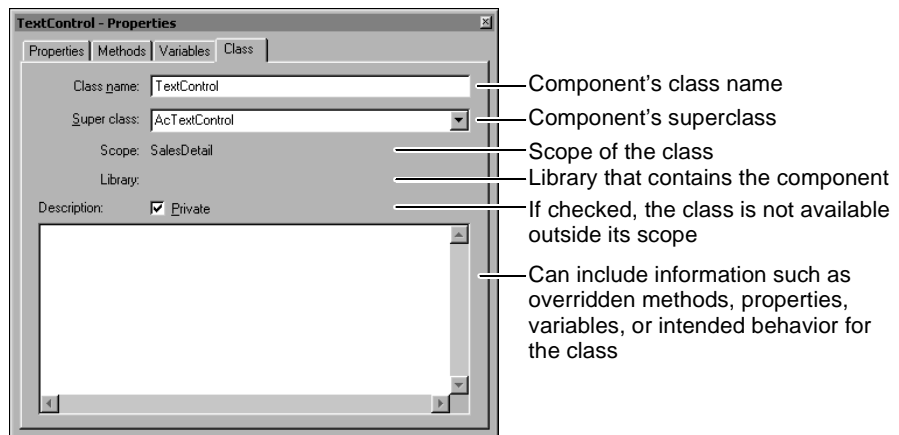 TextControl - Properties
Properties Methods Variables Class
Class name: TextControl
Component's class name
Super class: AcTextControl
Component's superclass
Scope: SalesDetail
Scope of the class
Library:
Library that contains the component
Description: Private
If checked, the class is not available
outside its scope
Can include information such as
overridden methods, properties,
variables, or intended behavior for
the class